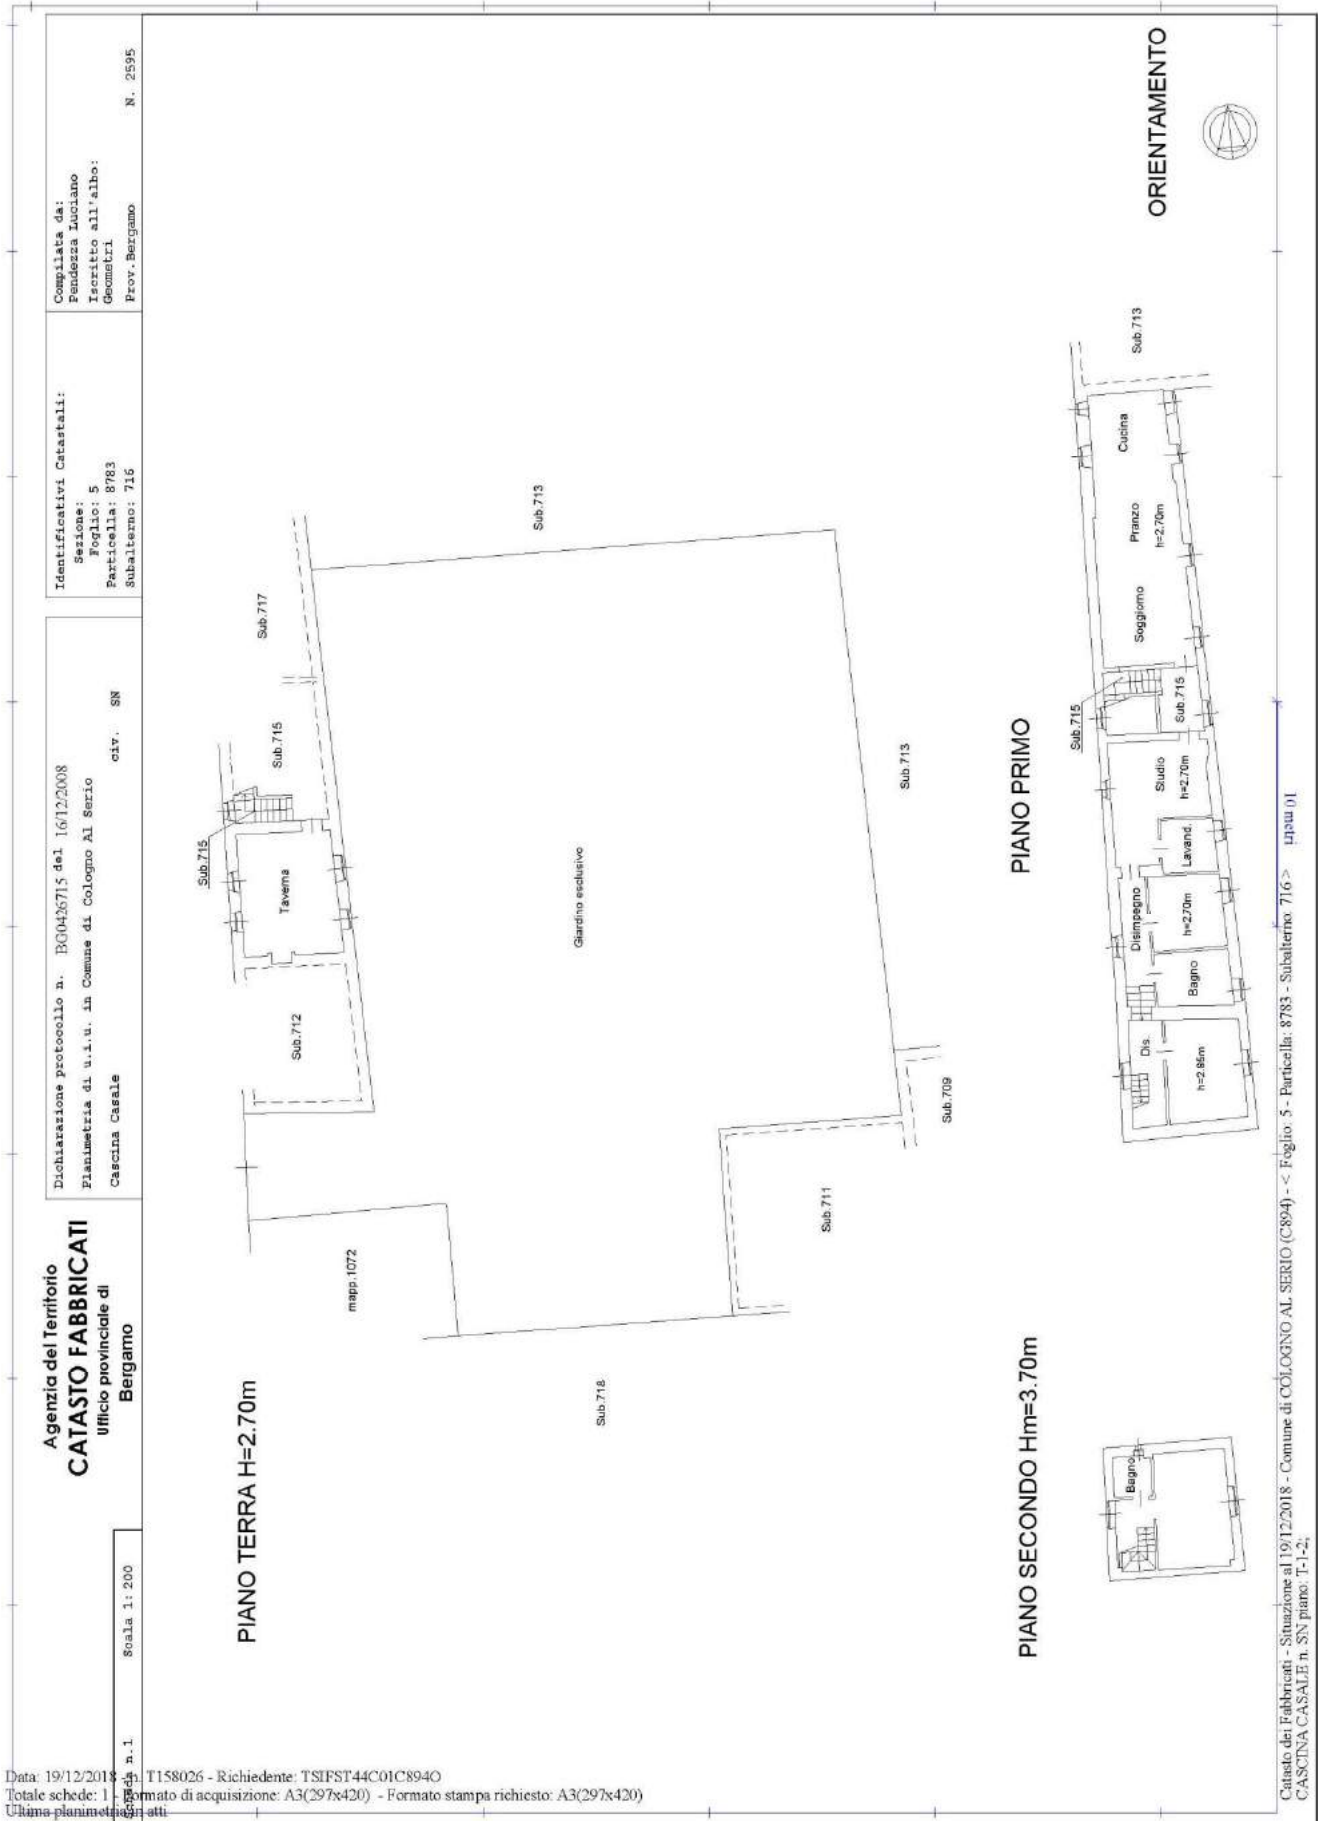 Agenzia del Territorio
CATASTO FABBRICATI
Ufficio provinciale di
Bergamo
Dichiarazione protocollo n. BG0426715 del 16/12/2008
Planimetria di u.i.u. in Comune di Cologno Al Serio
Cascina Casale civ. SN
Identificativi Catastali:
Sezione:
Foglio: 5
Particella: 8783
Subalterno: 716
Compilata da:
Pendezza Luciano
Iscritto all'albo:
Geometri
Prov. Bergamo N. 2595
Scheda n.1 Scala 1: 200
PIANO TERRA H=2.70m
mapp.1072
Sub.712
Taverna
Sub.715
Sub.715
Sub.717
Sub.713
Giardino esclusivo
Sub.718
Sub.711
Sub.709
Sub.713
PIANO SECONDO Hm=3.70m
Bagno
PIANO PRIMO
Dis.
h=2.85m
Disimpegno
Bagno
h=2.70m
Lavand.
Studio
h=2.70m
Sub.715
Sub.715
Soggiorno
Pranzo
h=2.70m
Cucina
Sub.713
ORIENTAMENTO
10 metri
Catasto dei Fabbricati - Situazione al 19/12/2018 - Comune di COLOGNO AL SERIO (C894) - < Foglio: 5 - Particella: 8783 - Subalterno: 716 >
CASCINA CASALE n. SN piano: T-1-2;
Data: 19/12/2018 - n. T158026 - Richiedente: TSIFST44C01C894O
Totale schede: 1 - Formato di acquisizione: A3(297x420) - Formato stampa richiesto: A3(297x420)
Ultima planimetria in atti